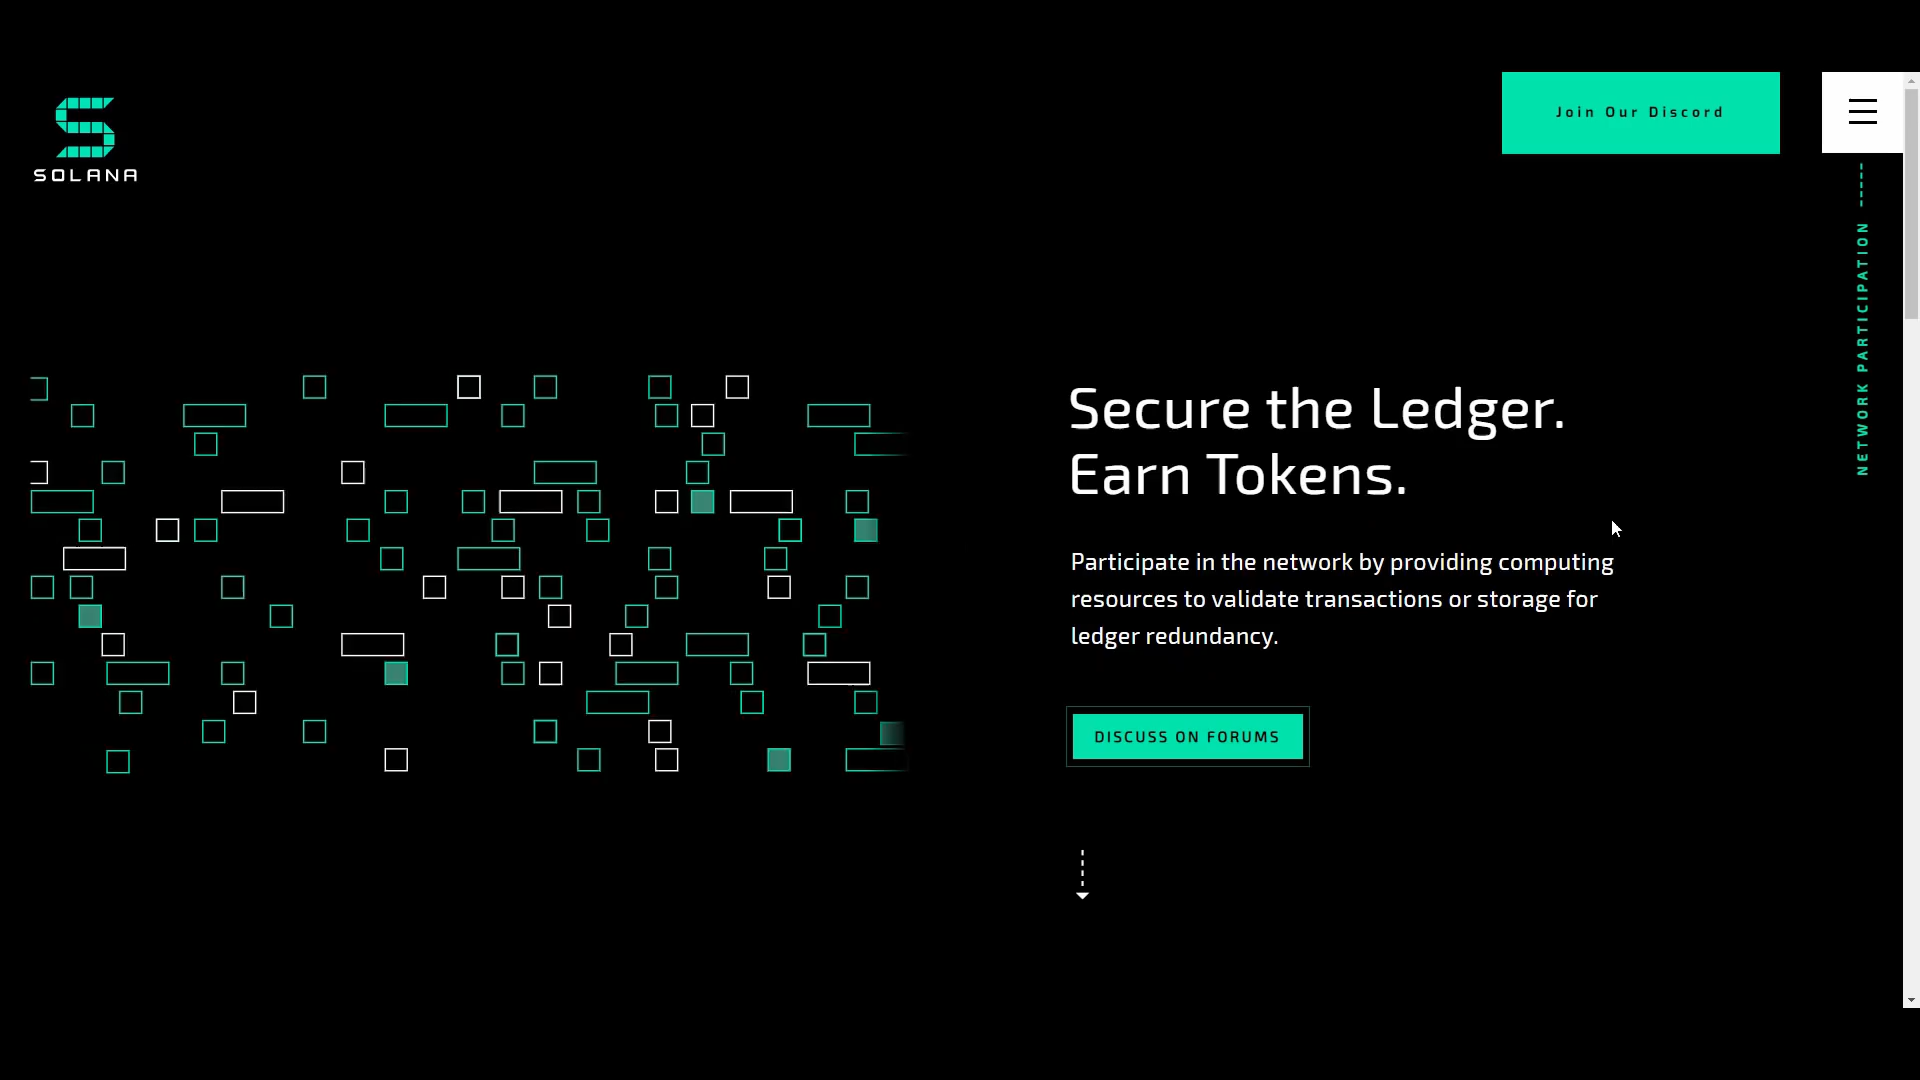 SOLANA
Join Our Discord
NETWORK PARTICIPATION
Secure the Ledger.
Earn Tokens.
Participate in the network by providing computing
resources to validate transactions or storage for
ledger redundancy.
DISCUSS ON FORUMS